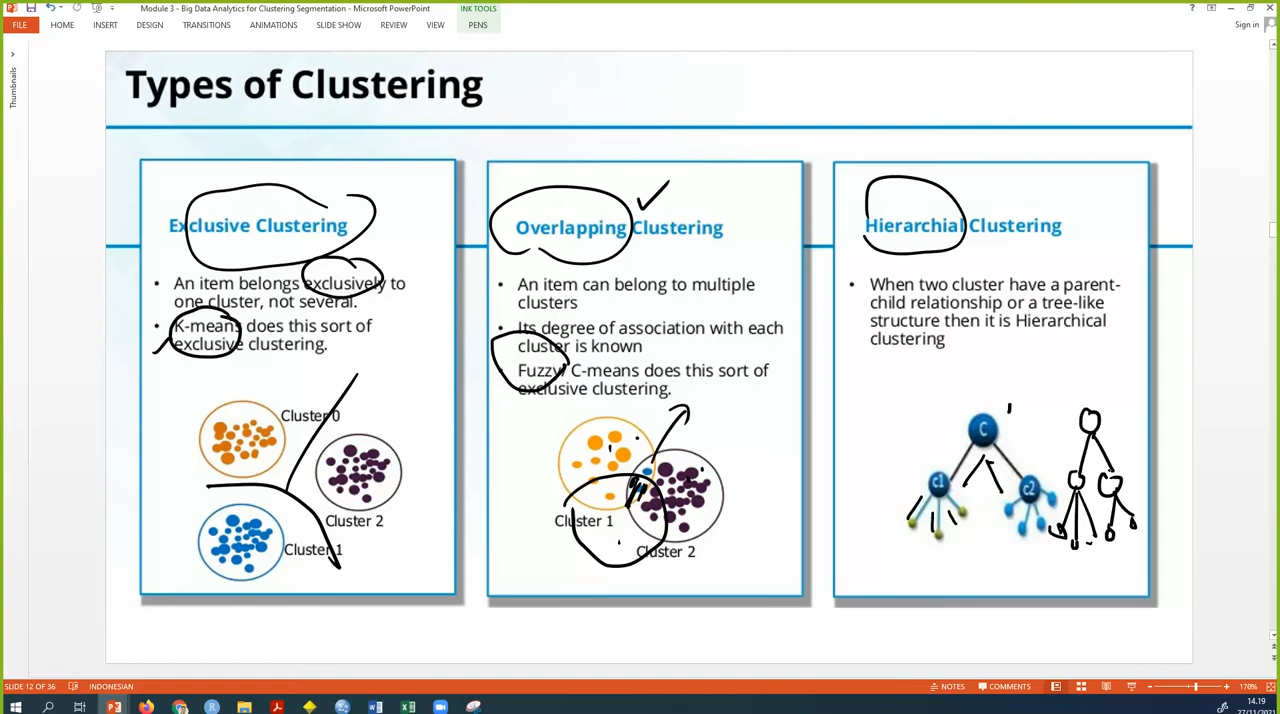 Module 3 - Big Data Analytics for Clustering Segmentation - Microsoft PowerPoint
INK TOOLS
Sign in
FILE
HOME
INSERT
DESIGN
TRANSITIONS
ANIMATIONS
SLIDE SHOW
REVIEW
VIEW
PENS
Thumbnails
Types of Clustering
Exclusive Clustering
• An item belongs exclusively to
one cluster, not several.
• K-means does this sort of
exclusive clustering.
Cluster 0
Cluster 2
Cluster 1
Overlapping Clustering
• An item can belong to multiple
clusters
• Its degree of association with each
cluster is known
• Fuzzy/ C-means does this sort of
exclusive clustering.
Cluster 1
Cluster 2
Hierarchial Clustering
• When two cluster have a parent-
child relationship or a tree-like
structure then it is Hierarchical
clustering
C
c1
c2
SLIDE 12 OF 36
INDONESIAN
NOTES
COMMENTS
170%
14.19
27/11/2021